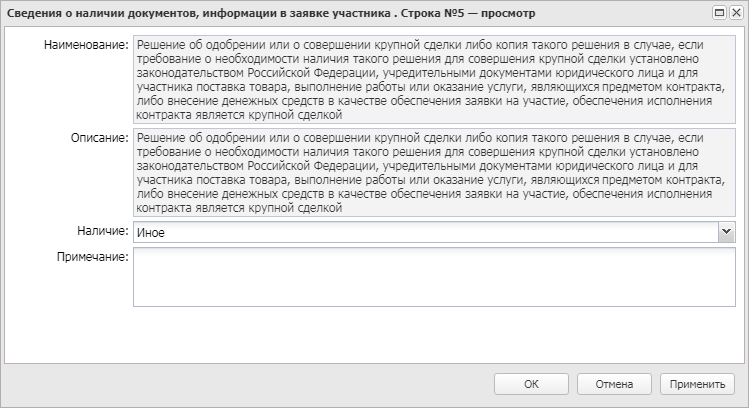 Сведения о наличии документов, информации в заявке участника . Строка №5 — просмотр
Наименование:
Решение об одобрении или о совершении крупной сделки либо копия такого решения в случае, если
требование о необходимости наличия такого решения для совершения крупной сделки установлено
законодательством Российской Федерации, учредительными документами юридического лица и для
участника поставка товара, выполнение работы или оказание услуги, являющихся предметом контракта,
либо внесение денежных средств в качестве обеспечения заявки на участие, обеспечения исполнения
контракта является крупной сделкой
Описание:
Решение об одобрении или о совершении крупной сделки либо копия такого решения в случае, если
требование о необходимости наличия такого решения для совершения крупной сделки установлено
законодательством Российской Федерации, учредительными документами юридического лица и для
участника поставка товара, выполнение работы или оказание услуги, являющихся предметом контракта,
либо внесение денежных средств в качестве обеспечения заявки на участие, обеспечения исполнения
контракта является крупной сделкой
Наличие:
Иное
Примечание:
ОК
Отмена
Применить